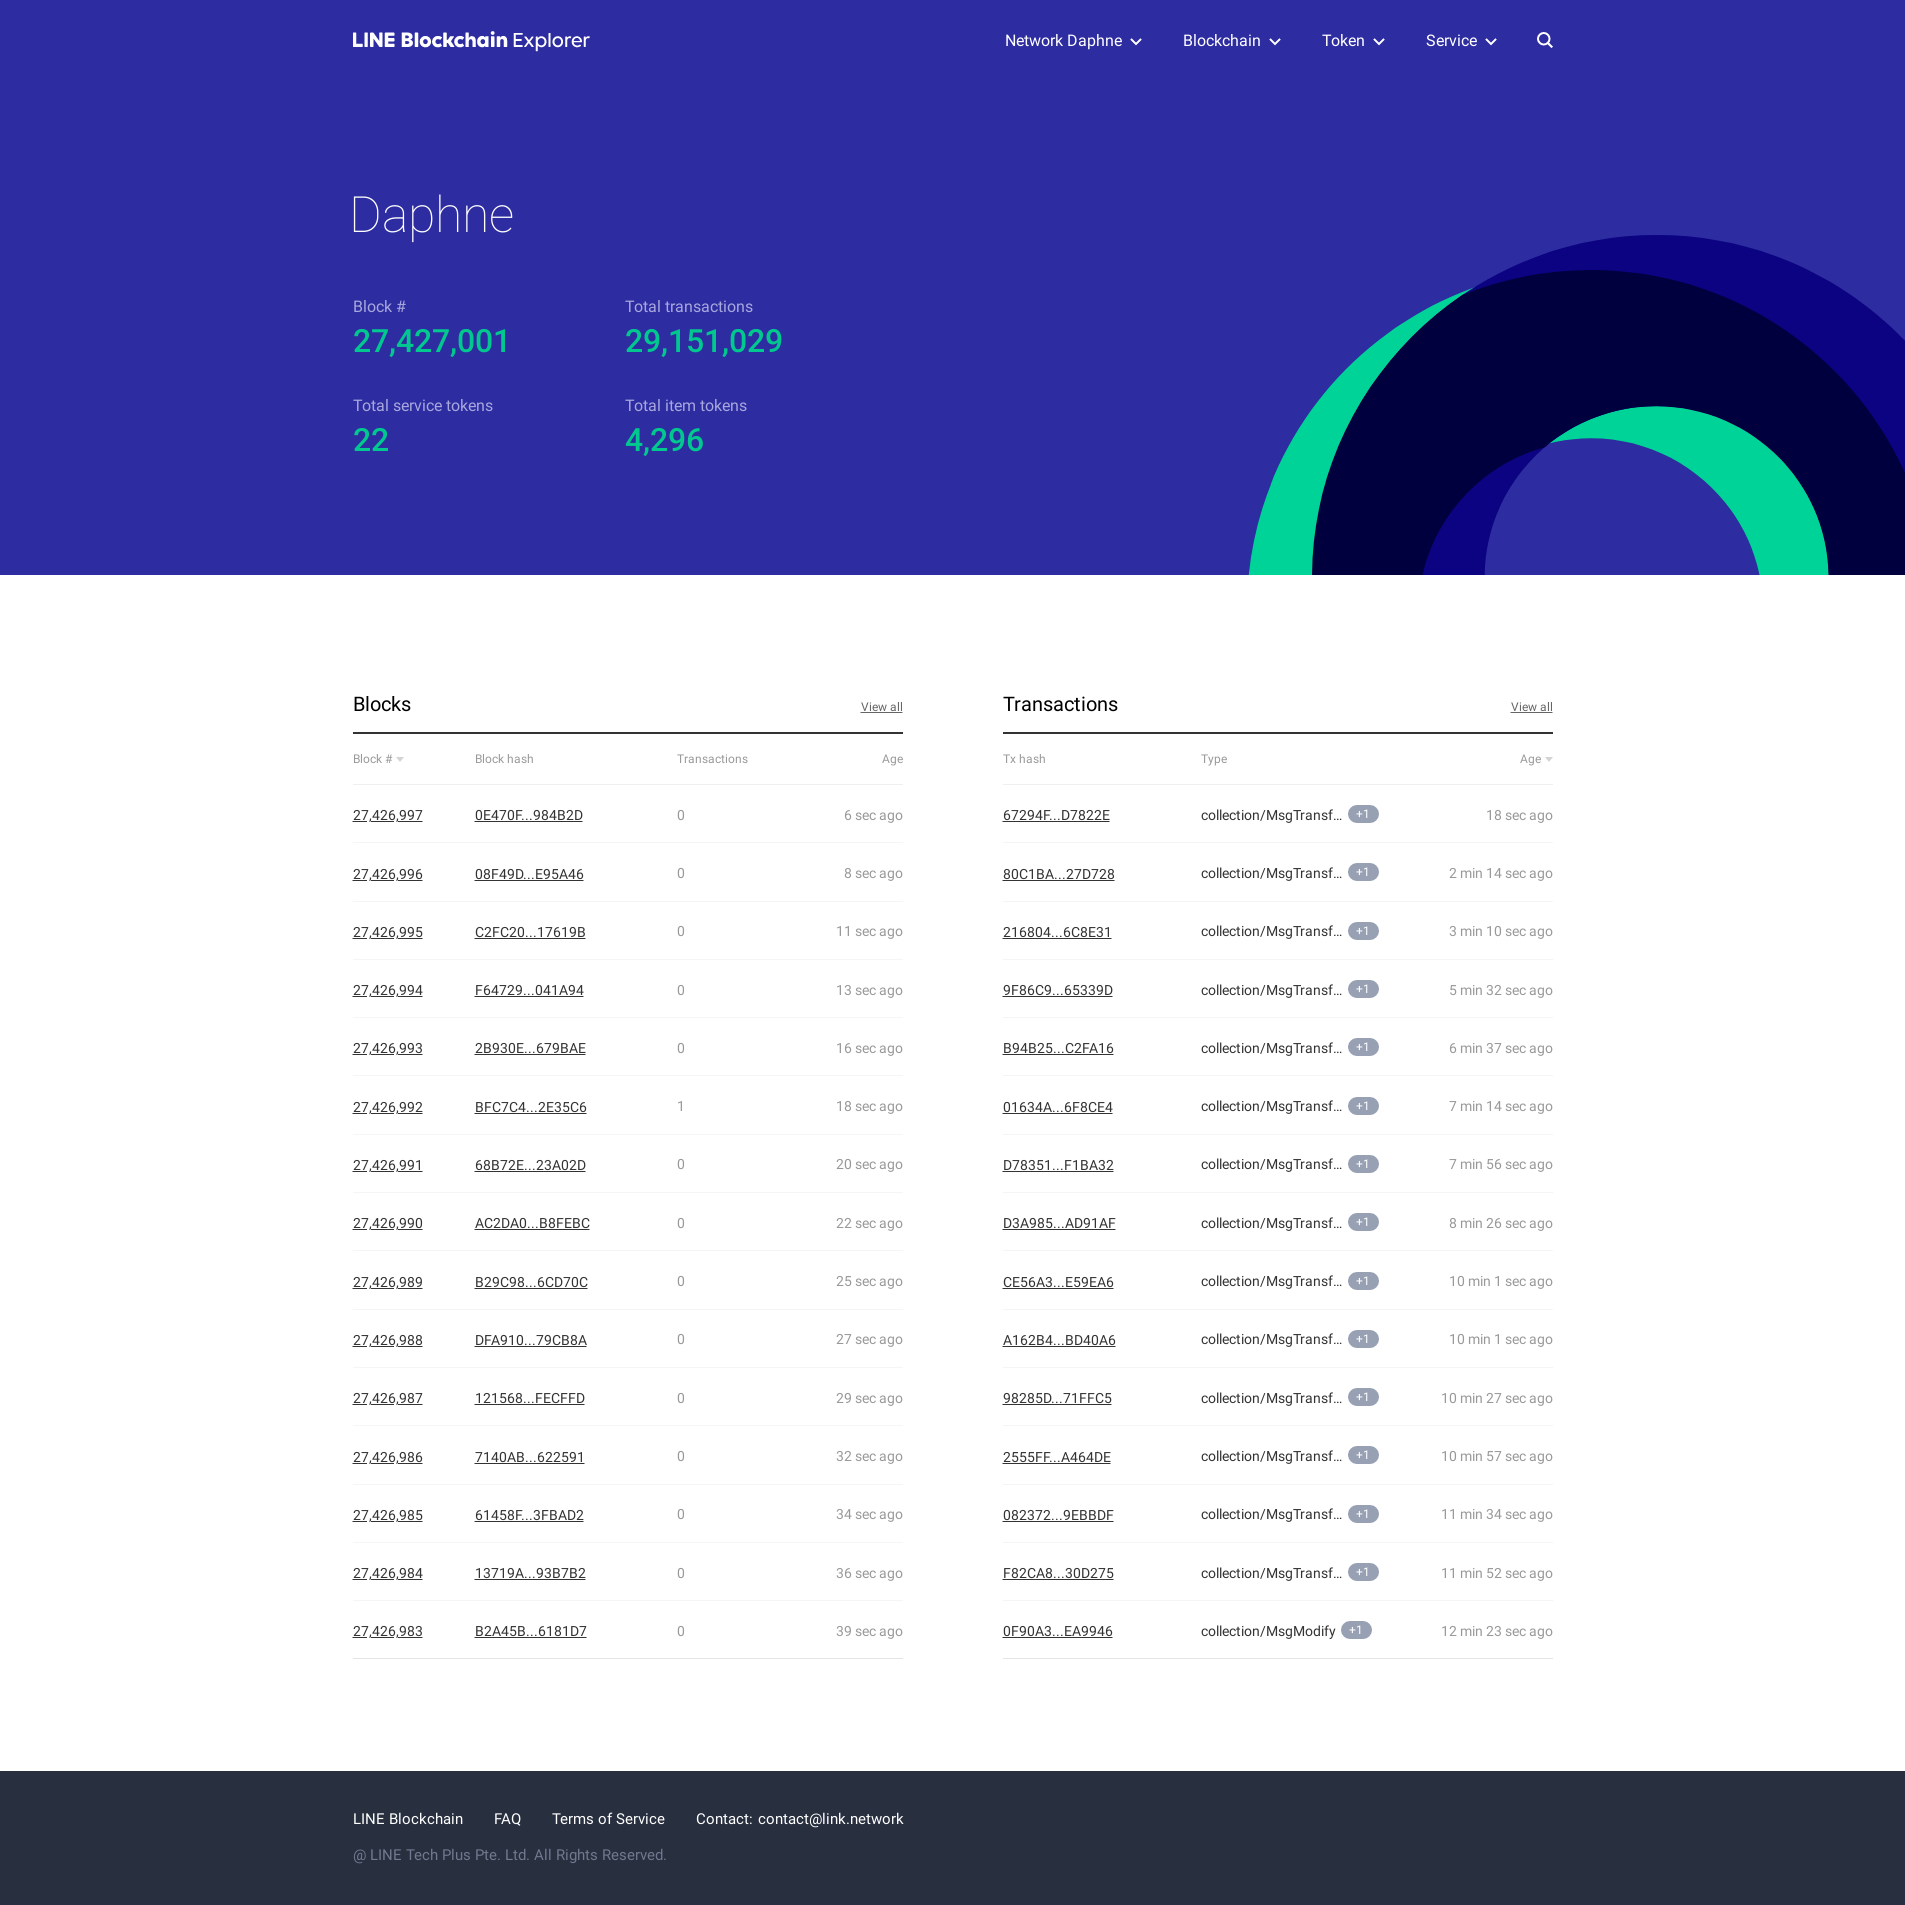 LINE Blockchain Explorer
Network Daphne Blockchain Token Service
Daphne
Block # Total transactions
27,427,001 29,151,029
Total service tokens Total item tokens
22 4,296
Blocks View all
Block # Block hash Transactions Age
27,426,997 0E470F...984B2D 0 6 sec ago
27,426,996 08F49D...E95A46 0 8 sec ago
27,426,995 C2FC20...17619B 0 11 sec ago
27,426,994 F64729...041A94 0 13 sec ago
27,426,993 2B930E...679BAE 0 16 sec ago
27,426,992 BFC7C4...2E35C6 1 18 sec ago
27,426,991 68B72E...23A02D 0 20 sec ago
27,426,990 AC2DA0...B8FEBC 0 22 sec ago
27,426,989 B29C98...6CD70C 0 25 sec ago
27,426,988 DFA910...79CB8A 0 27 sec ago
27,426,987 121568...FECFFD 0 29 sec ago
27,426,986 7140AB...622591 0 32 sec ago
27,426,985 61458F...3FBAD2 0 34 sec ago
27,426,984 13719A...93B7B2 0 36 sec ago
27,426,983 B2A45B...6181D7 0 39 sec ago
Transactions View all
Tx hash Type Age
67294F...D7822E collection/MsgTransf... +1 18 sec ago
80C1BA...27D728 collection/MsgTransf... +1 2 min 14 sec ago
216804...6C8E31 collection/MsgTransf... +1 3 min 10 sec ago
9F86C9...65339D collection/MsgTransf... +1 5 min 32 sec ago
B94B25...C2FA16 collection/MsgTransf... +1 6 min 37 sec ago
01634A...6F8CE4 collection/MsgTransf... +1 7 min 14 sec ago
D78351...F1BA32 collection/MsgTransf... +1 7 min 56 sec ago
D3A985...AD91AF collection/MsgTransf... +1 8 min 26 sec ago
CE56A3...E59EA6 collection/MsgTransf... +1 10 min 1 sec ago
A162B4...BD40A6 collection/MsgTransf... +1 10 min 1 sec ago
98285D...71FFC5 collection/MsgTransf... +1 10 min 27 sec ago
2555FF...A464DE collection/MsgTransf... +1 10 min 57 sec ago
082372...9EBBDF collection/MsgTransf... +1 11 min 34 sec ago
F82CA8...30D275 collection/MsgTransf... +1 11 min 52 sec ago
0F90A3...EA9946 collection/MsgModify +1 12 min 23 sec ago
LINE Blockchain FAQ Terms of Service Contact: contact@link.network
@ LINE Tech Plus Pte. Ltd. All Rights Reserved.